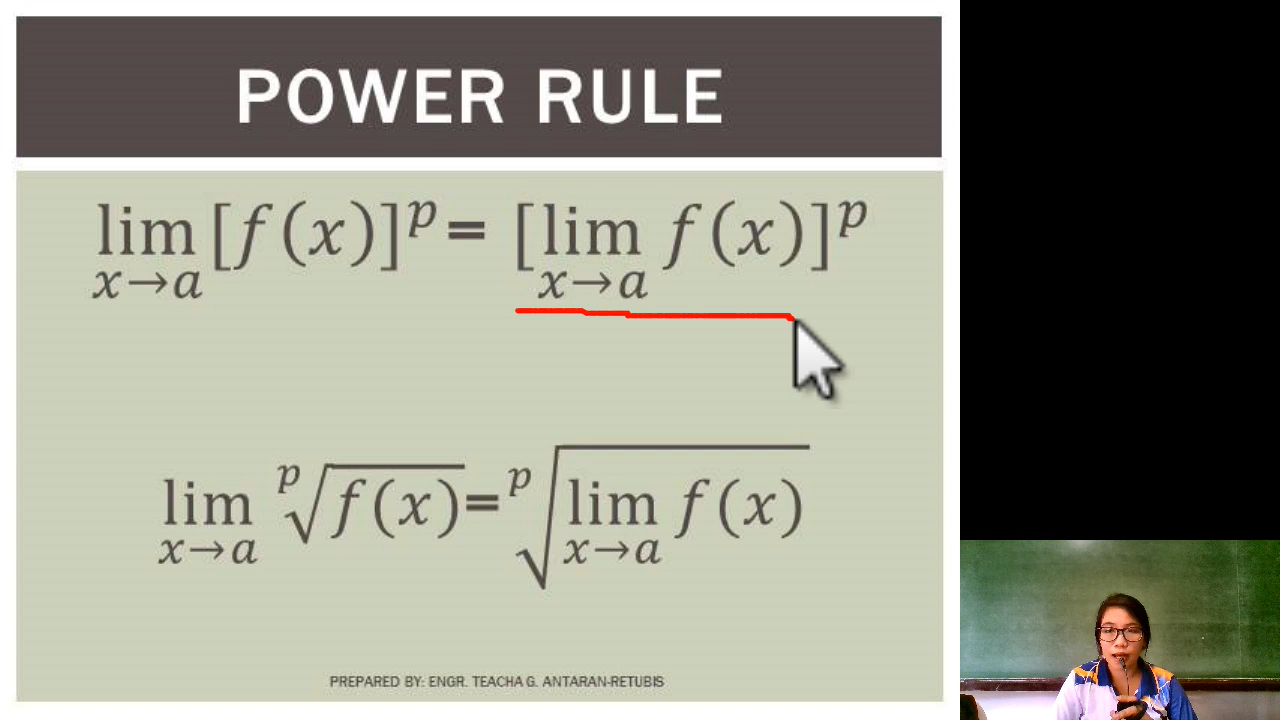 POWER RULE
lim [f(x)]^p = [lim f(x)]^p
x→a x→a
lim p√f(x) = p√lim f(x)
x→a x→a
PREPARED BY: ENGR. TEACHA G. ANTARAN-RETUBIS